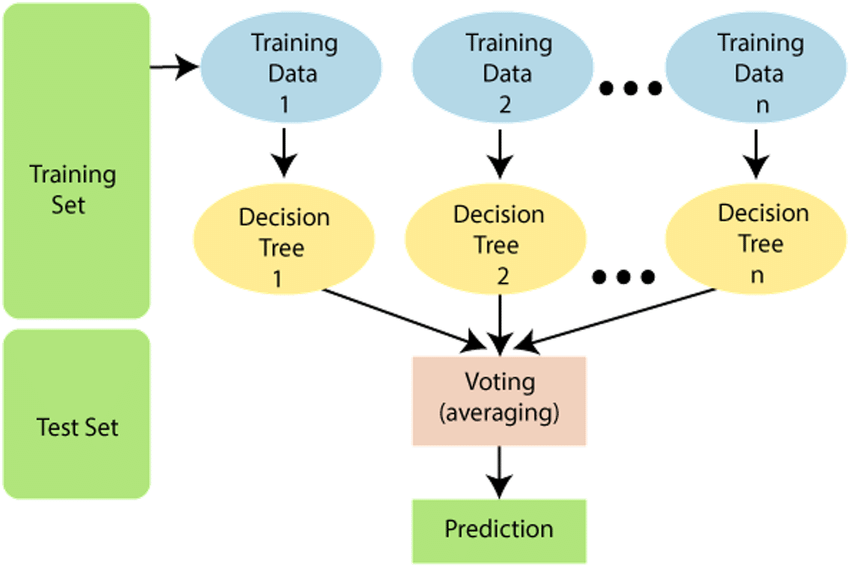 Training
Set
Training
Data
1
Training
Data
2
Training
Data
n
Decision
Tree
1
Decision
Tree
2
Decision
Tree
n
Test Set
Voting
(averaging)
Prediction